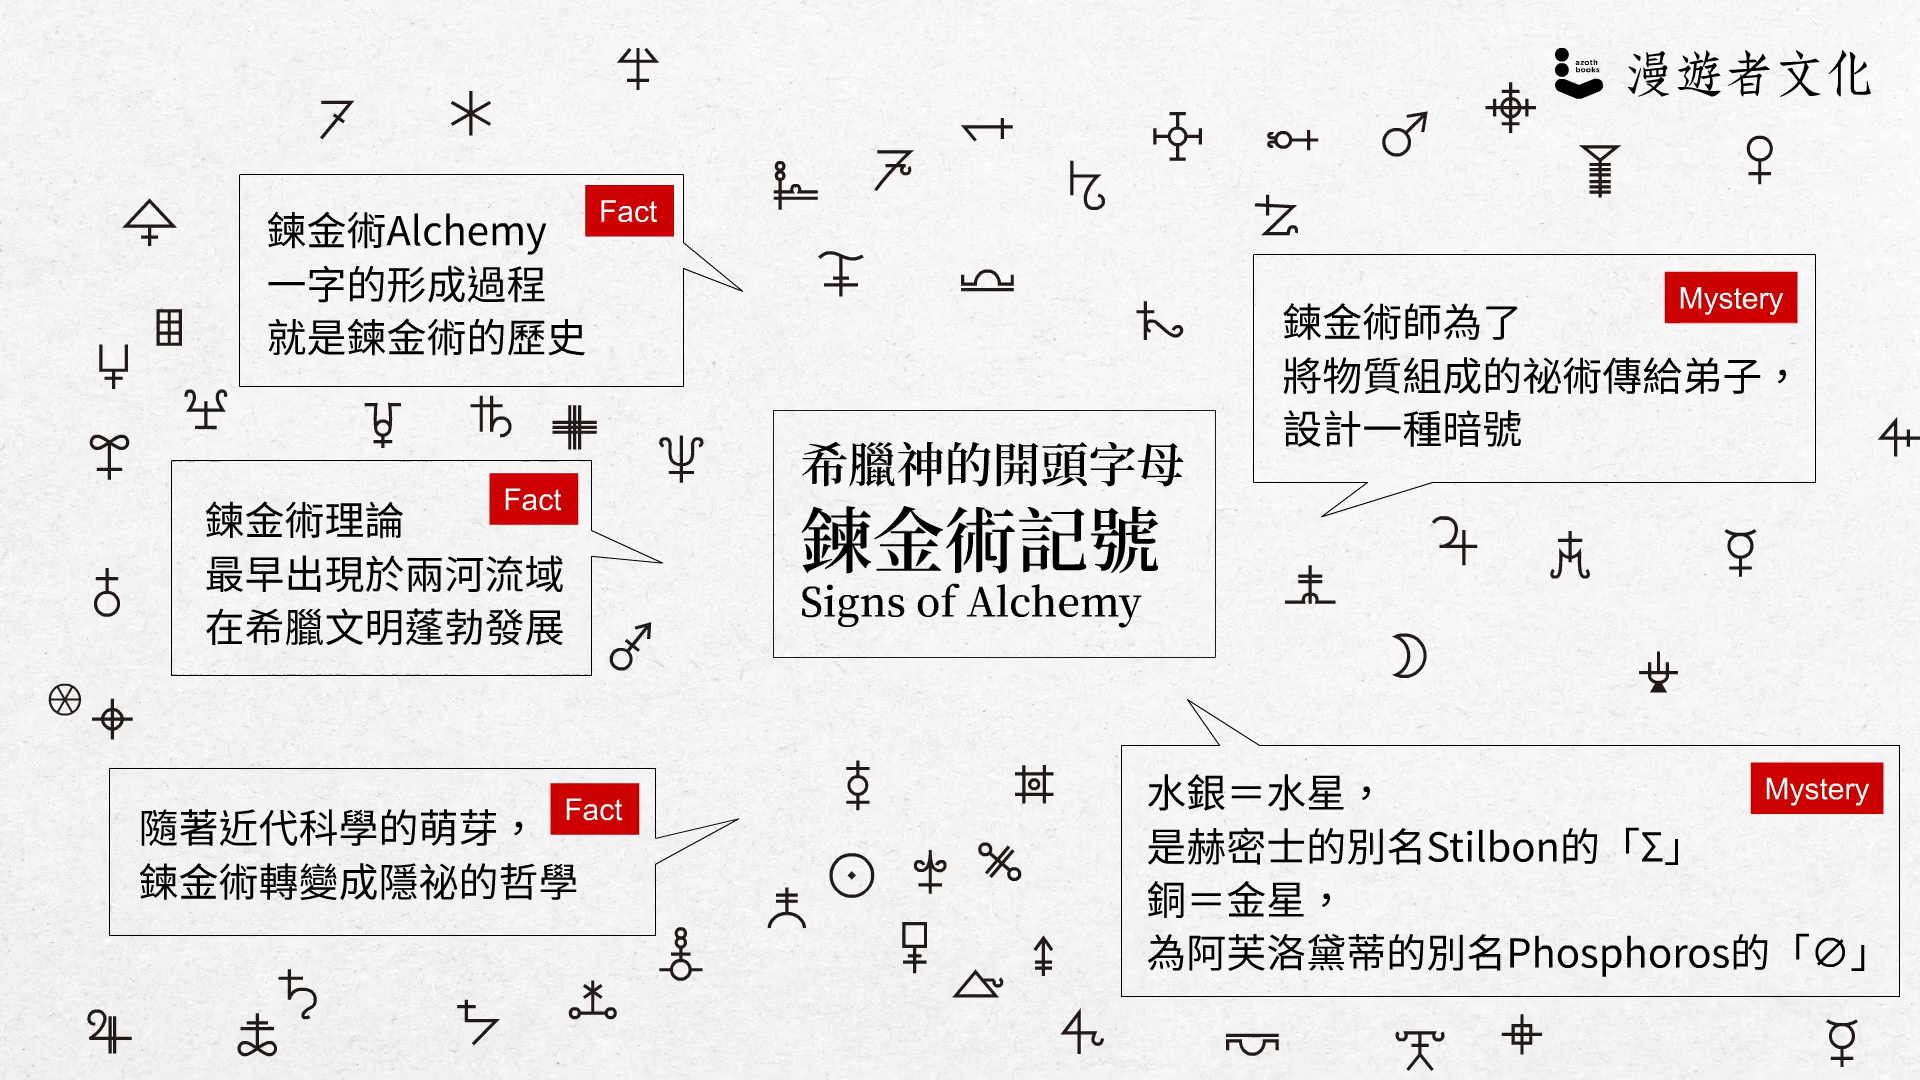 azoth
books
漫遊者文化
Fact
鍊金術Alchemy
一字的形成過程
就是鍊金術的歷史
Mystery
鍊金術師為了
將物質組成的祕術傳給弟子，
設計一種暗號
希臘神的開頭字母
鍊金術記號
Signs of Alchemy
Fact
鍊金術理論
最早出現於兩河流域
在希臘文明蓬勃發展
Fact
隨著近代科學的萌芽，
鍊金術轉變成隱祕的哲學
Mystery
水銀＝水星，
是赫密士的別名Stilbon的「Σ」
銅＝金星，
為阿芙洛黛蒂的別名Phosphoros的「∅」